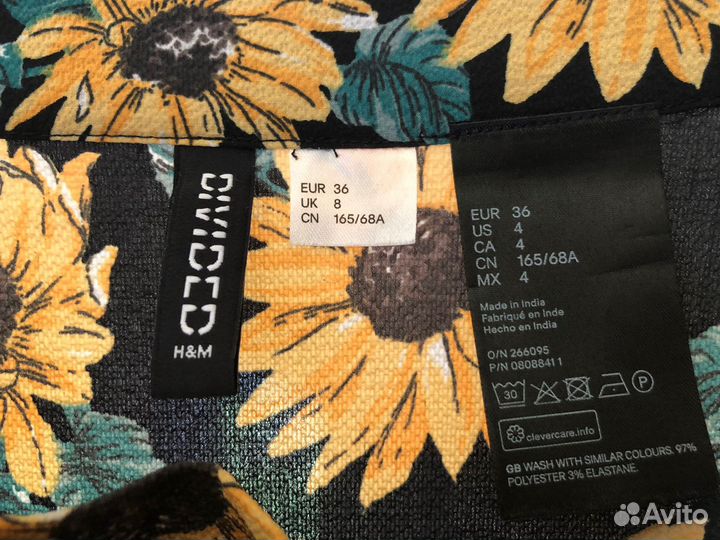 DIVIDED
H&M
EUR 36
UK 8
CN 165/68A
EUR 36
US 4
CA 4
CN 165/68A
MX 4
Made in India
Fabriqué en Inde
Hecho en India
O/N 266095
P/N 08088411
30
P
clevercare.info
GB WASH WITH SIMILAR COLOURS. 97%
POLYESTER 3% ELASTANE.
Avito